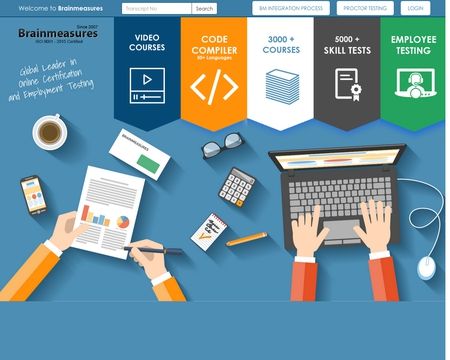 Welcome to Brainmeasures
Transcript No
Search
BM INTEGRATION PROCESS
PROCTOR TESTING
LOGIN
Since 2007
Brainmeasures
ISO 9001 : 2015 Certified
Global Leader in
Online Certification
and Employment Testing
VIDEO
COURSES
CODE
COMPILER
30+ Languages
3000 +
COURSES
5000 +
SKILL TESTS
EMPLOYEE
TESTING
BRAINMEASURES